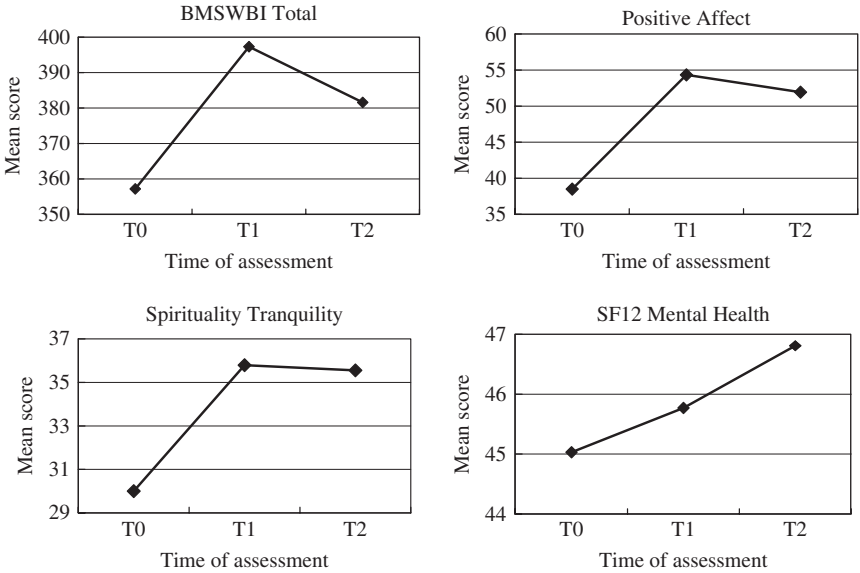 BMSWBI Total
400
390
380
370
360
350
Mean score
T0 T1 T2
Time of assessment
Positive Affect
60
55
50
45
40
35
Mean score
T0 T1 T2
Time of assessment
Spirituality Tranquility
37
35
33
31
29
Mean score
T0 T1 T2
Time of assessment
SF12 Mental Health
47
46
45
44
Mean score
T0 T1 T2
Time of assessment